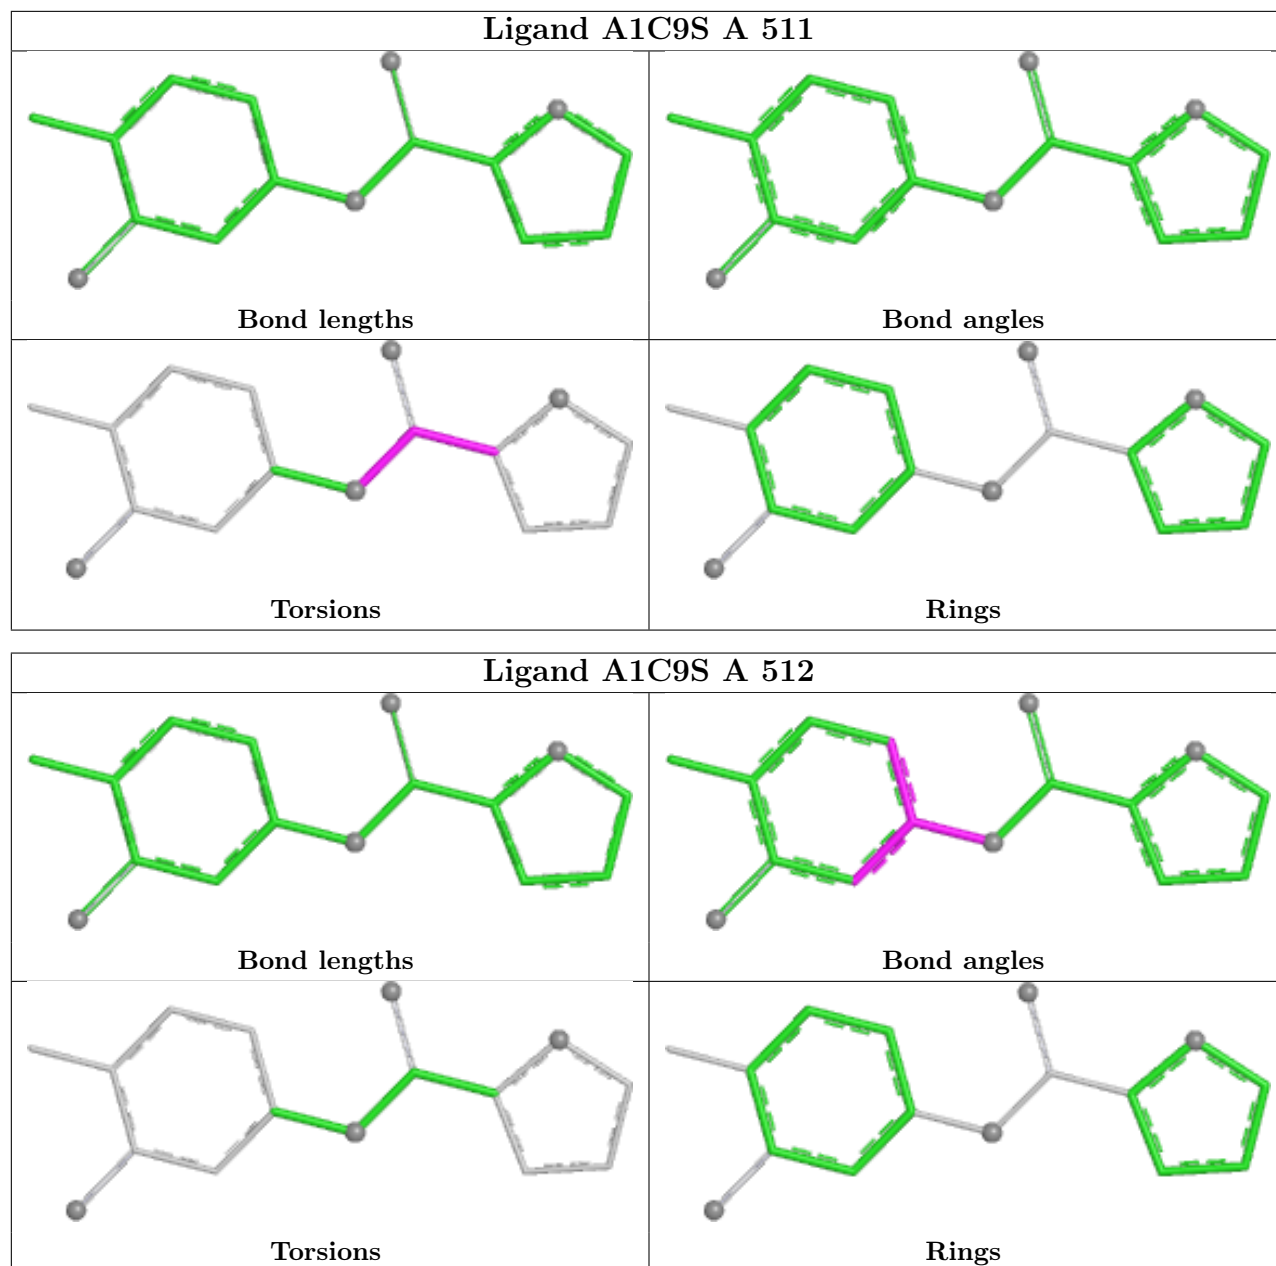 Ligand A1C9S A 511
Bond lengths
Bond angles
Torsions
Rings
Ligand A1C9S A 512
Bond lengths
Bond angles
Torsions
Rings